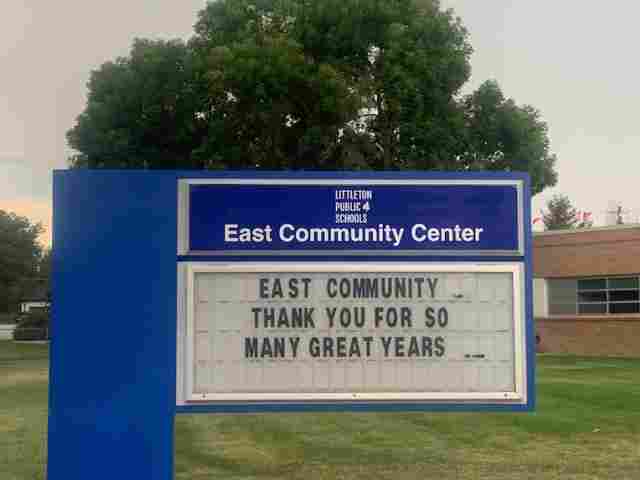 LITTLETON
PUBLIC
SCHOOLS
East Community Center
EAST COMMUNITY
THANK YOU FOR SO
MANY GREAT YEARS